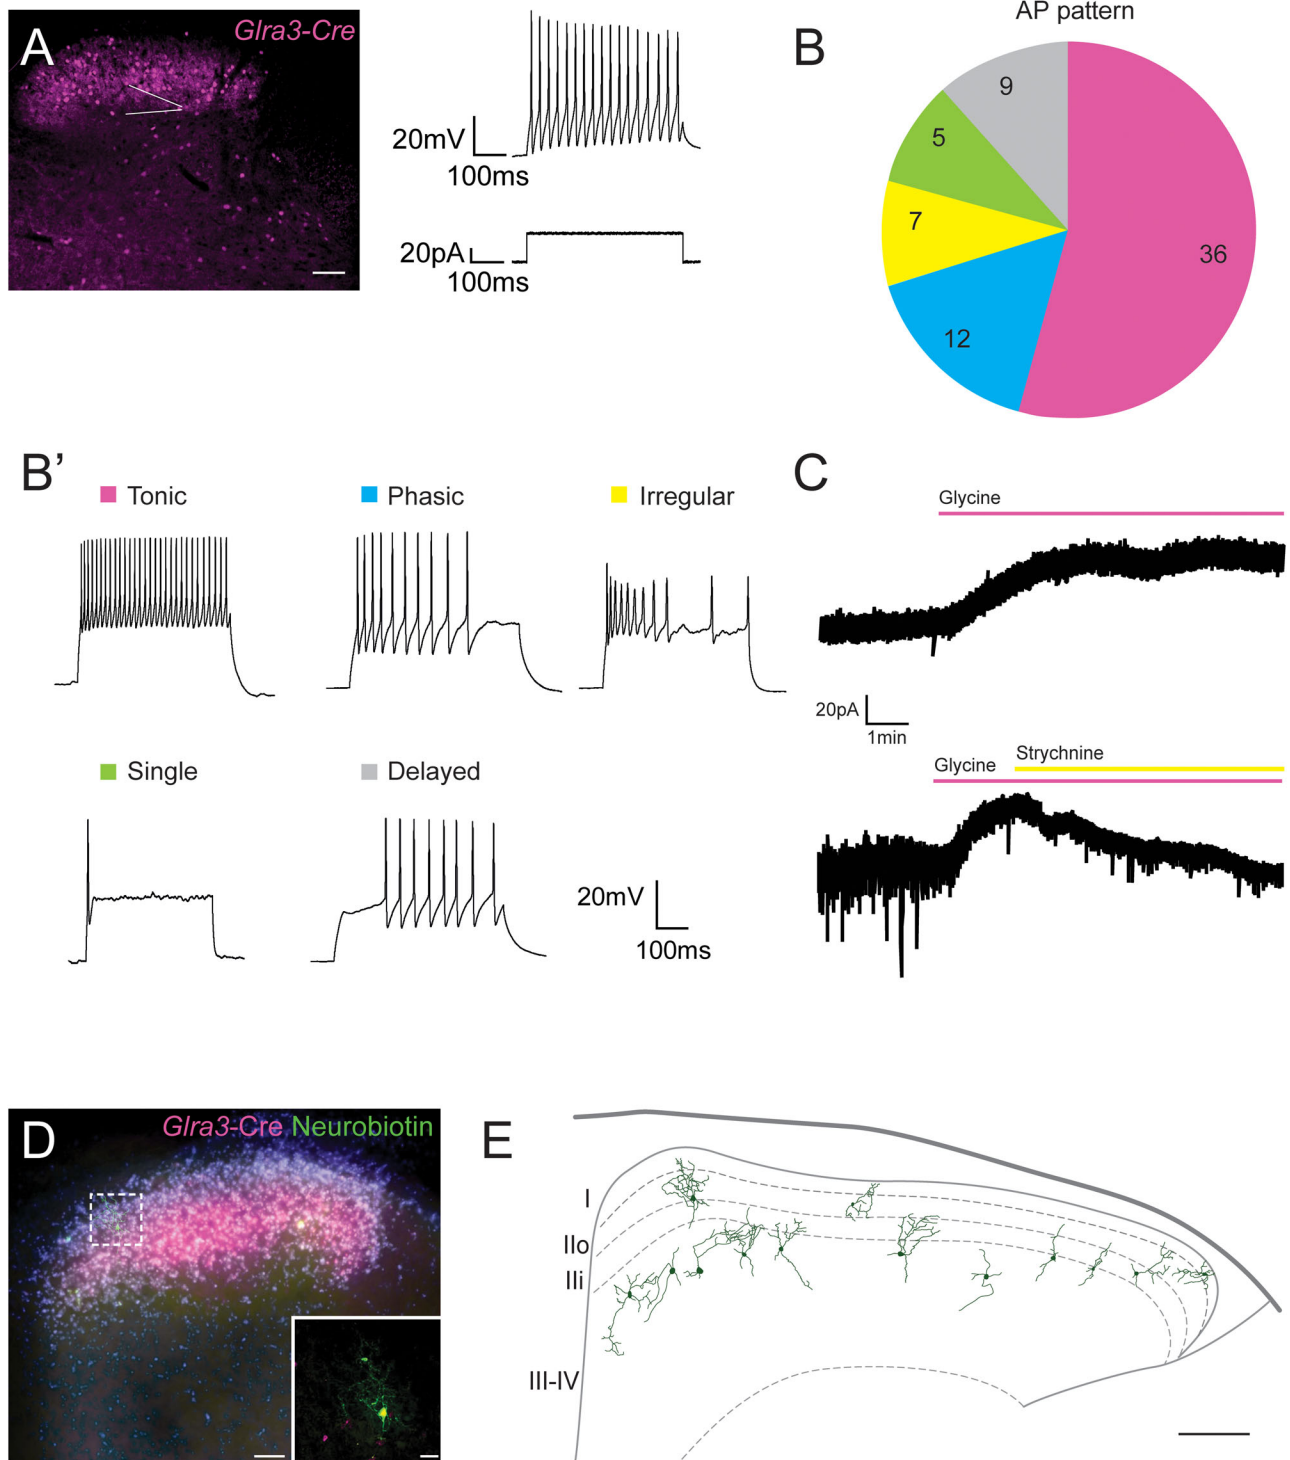 A
Glra3-Cre
20mV
100ms
20pA
100ms
B
AP pattern
9
5
7
36
12
B’
Tonic
Phasic
Irregular
Single
Delayed
20mV
100ms
C
Glycine
20pA
1min
Strychnine
Glycine
D
Glra3-Cre Neurobiotin
E
I
IIo
IIi
III-IV